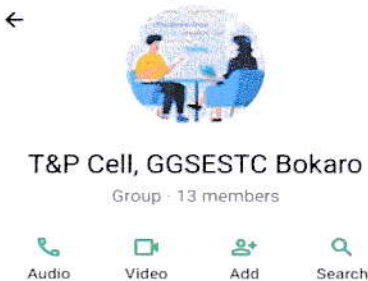 T&P Cell, GGSESTC Bokaro
Group · 13 members
Audio Video Add Search